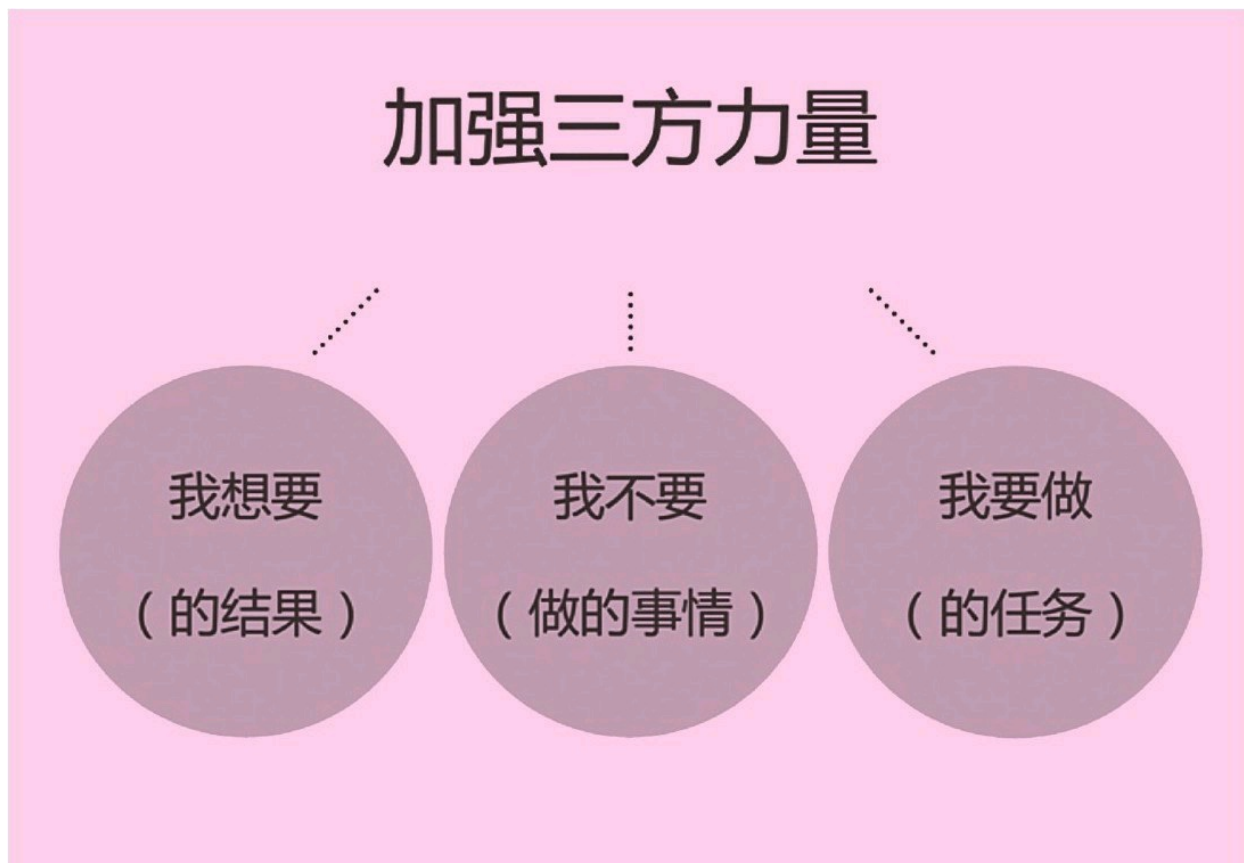 加强三方力量
我想要
（的结果）
我不要
（做的事情）
我要做
（的任务）